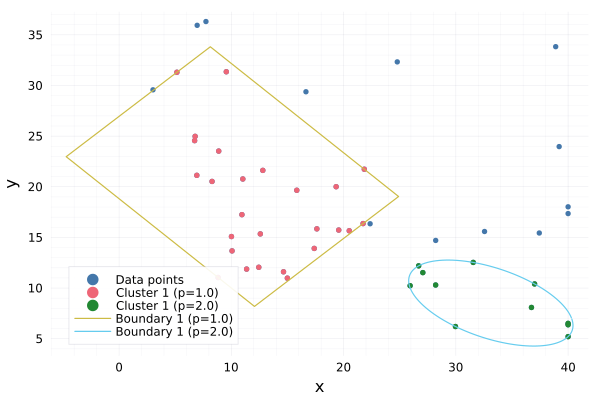 35
30
25
20
15
10
5
y
Data points
Cluster 1 (p=1.0)
Cluster 1 (p=2.0)
Boundary 1 (p=1.0)
Boundary 1 (p=2.0)
0 10 20 30 40
x